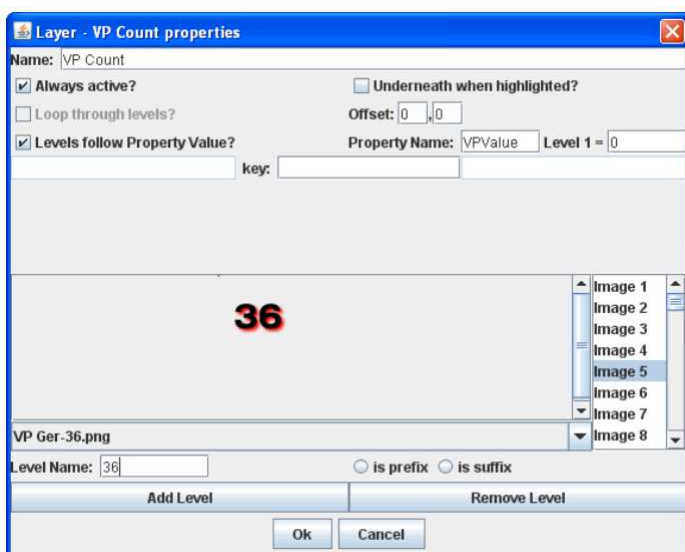 Layer - VP Count properties
Name: VP Count
Always active? Underneath when highlighted?
Loop through levels? Offset: 0 ,0
Levels follow Property Value? Property Name: VPValue Level 1 = 0
key:
36
Image 1
Image 2
Image 3
Image 4
Image 5
Image 6
Image 7
Image 8
VP Ger-36.png
Level Name: 36 is prefix is suffix
Add Level Remove Level
Ok Cancel